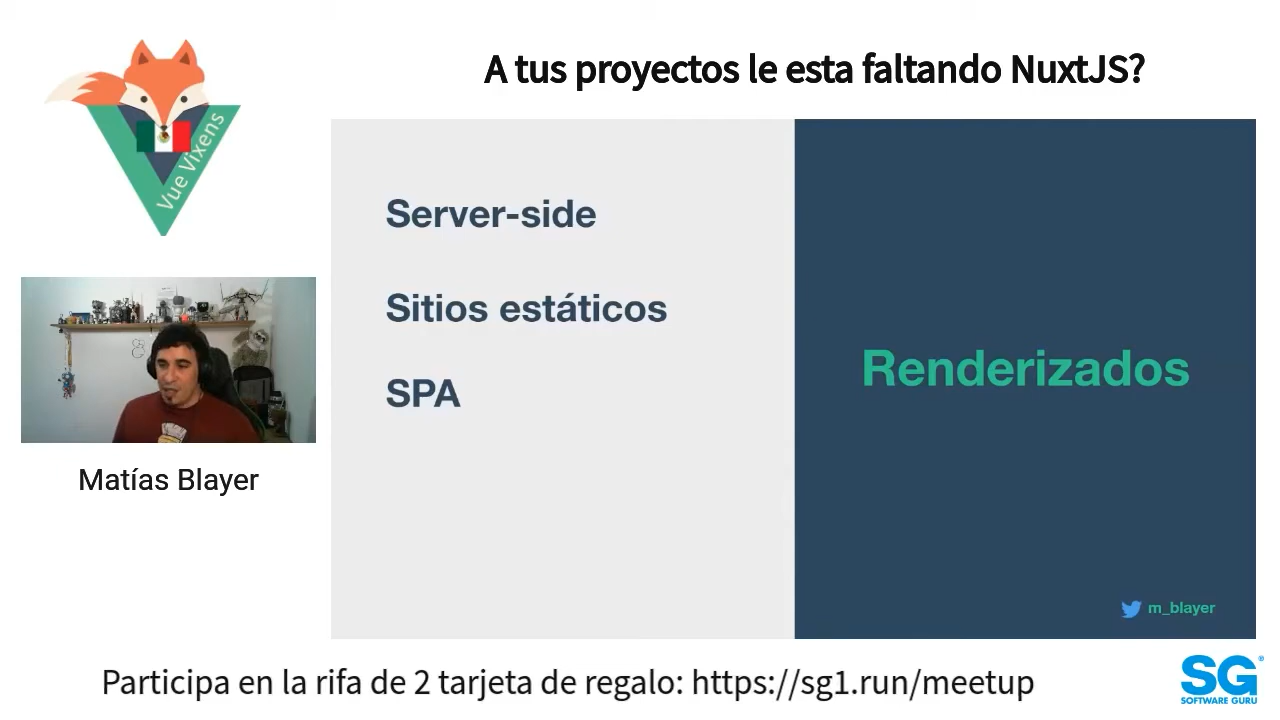 A tus proyectos le esta faltando NuxtJS?
Vue Vixens
Server-side
Sitios estáticos
SPA
Renderizados
m_blayer
Matías Blayer
Participa en la rifa de 2 tarjeta de regalo: https://sg1.run/meetup
SG®
SOFTWARE GURU